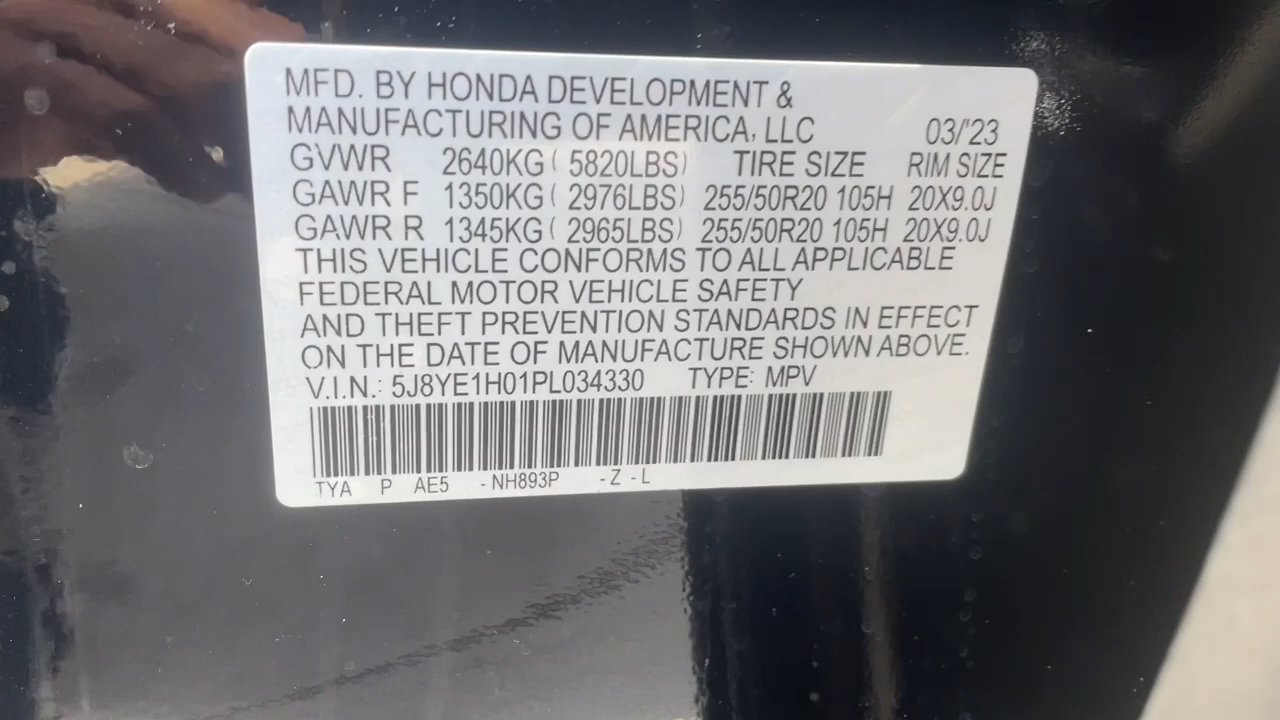 MFD. BY HONDA DEVELOPMENT &
MANUFACTURING OF AMERICA, LLC 03/'23
GVWR 2640KG ( 5820LBS) TIRE SIZE RIM SIZE
GAWR F 1350KG ( 2976LBS) 255/50R20 105H 20X9.0J
GAWR R 1345KG ( 2965LBS) 255/50R20 105H 20X9.0J
THIS VEHICLE CONFORMS TO ALL APPLICABLE
FEDERAL MOTOR VEHICLE SAFETY
AND THEFT PREVENTION STANDARDS IN EFFECT
ON THE DATE OF MANUFACTURE SHOWN ABOVE.
V.I.N.: 5J8YE1H01PL034330 TYPE: MPV
TYA P AE5 - NH893P - Z - L